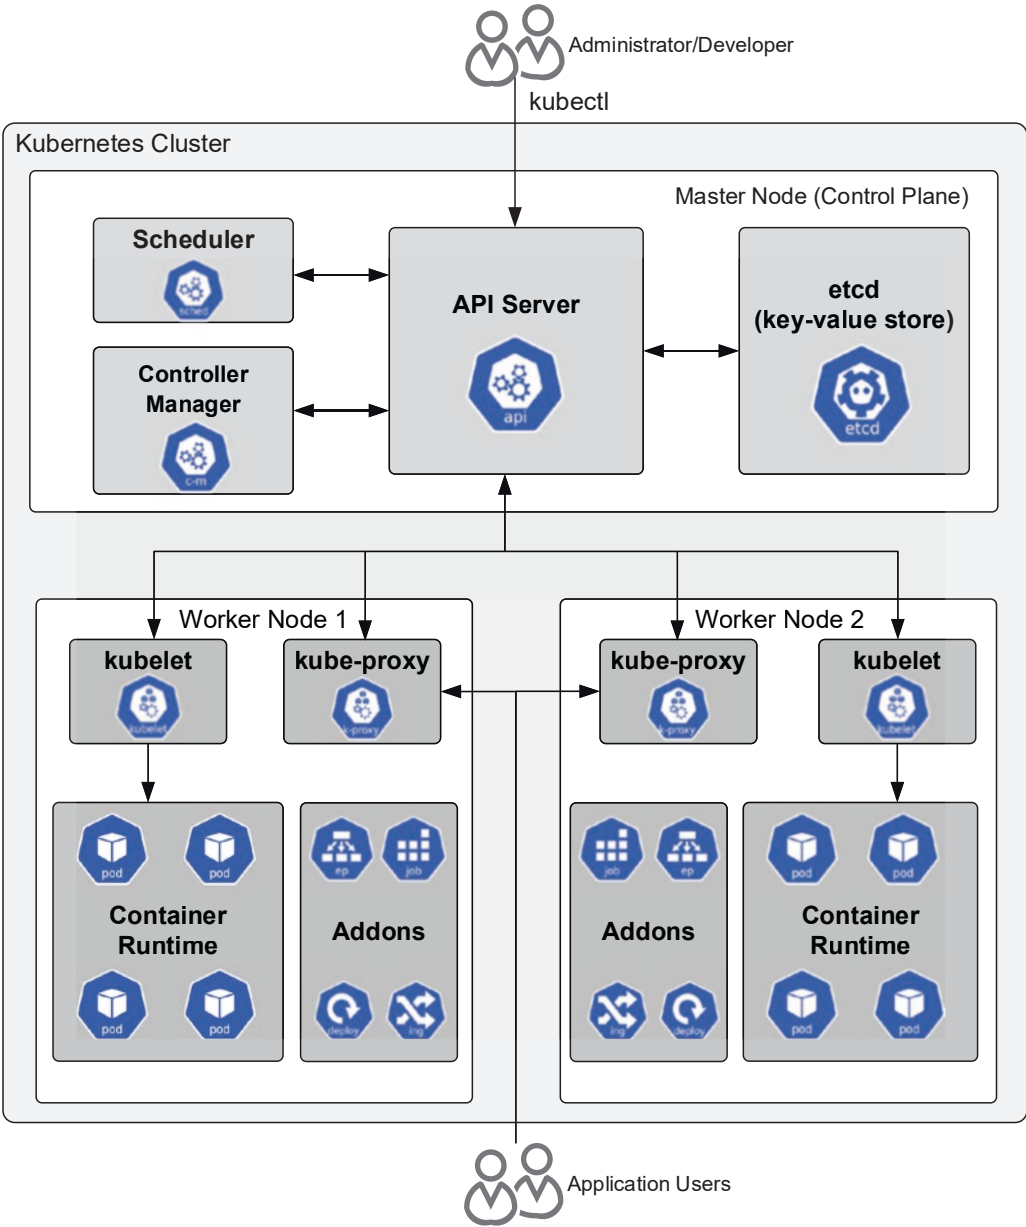 Administrator/Developer
kubectl
Kubernetes Cluster
Master Node (Control Plane)
Scheduler
sched
Controller
Manager
c-m
API Server
api
etcd
(key-value store)
etcd
Worker Node 1
kubelet
kubelet
kube-proxy
k-proxy
pod
pod
Container
Runtime
pod
pod
ep
job
Addons
deploy
ing
Worker Node 2
kube-proxy
k-proxy
kubelet
kubelet
job
ep
Addons
ing
deploy
pod
pod
Container
Runtime
pod
pod
Application Users